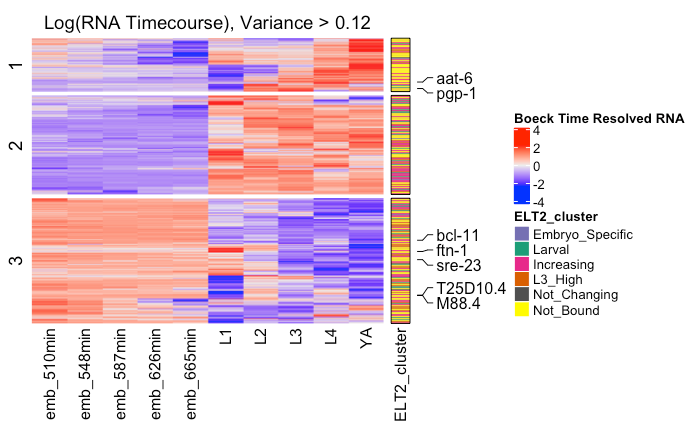 Log(RNA Timecourse), Variance > 0.12
1
2
3
aat-6
pgp-1
bcl-11
ftn-1
sre-23
T25D10.4
M88.4
emb_510min
emb_548min
emb_587min
emb_626min
emb_665min
L1
L2
L3
L4
YA
ELT2_cluster
Boeck Time Resolved RNA
4
2
0
-2
-4
ELT2_cluster
Embryo_Specific
Larval
Increasing
L3_High
Not_Changing
Not_Bound